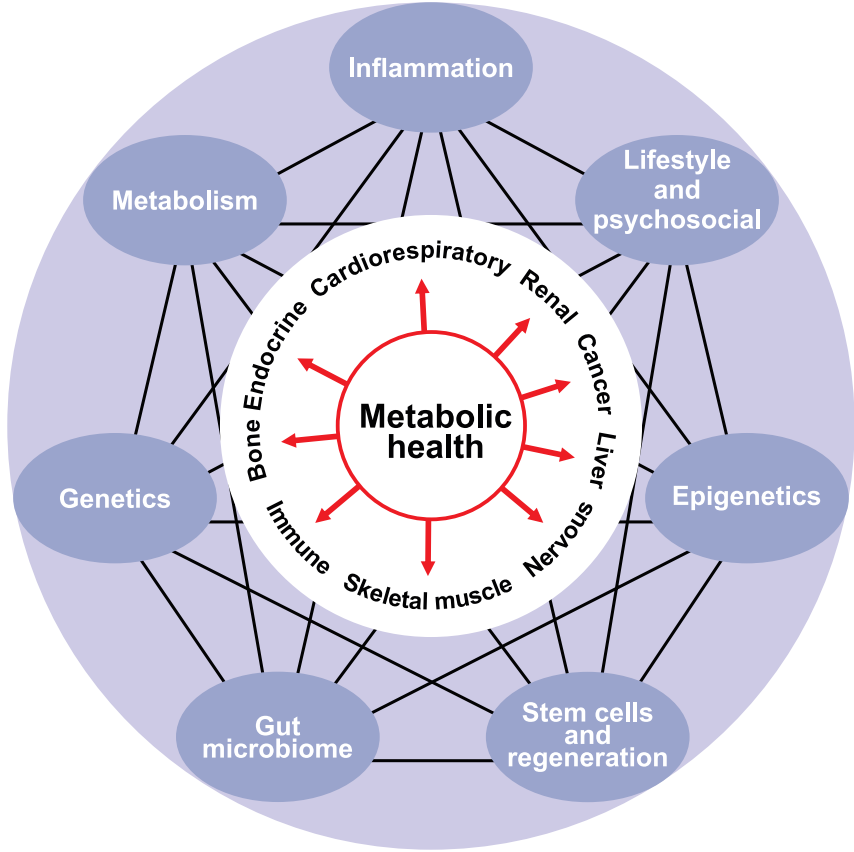 Inflammation
Lifestyle
and
psychosocial
Metabolism
Cardiorespiratory
Renal
Endocrine
Cancer
Metabolic
health
Bone
Liver
Genetics
Epigenetics
Immune
Nervous
Skeletal muscle
Gut
microbiome
Stem cells
and
regeneration